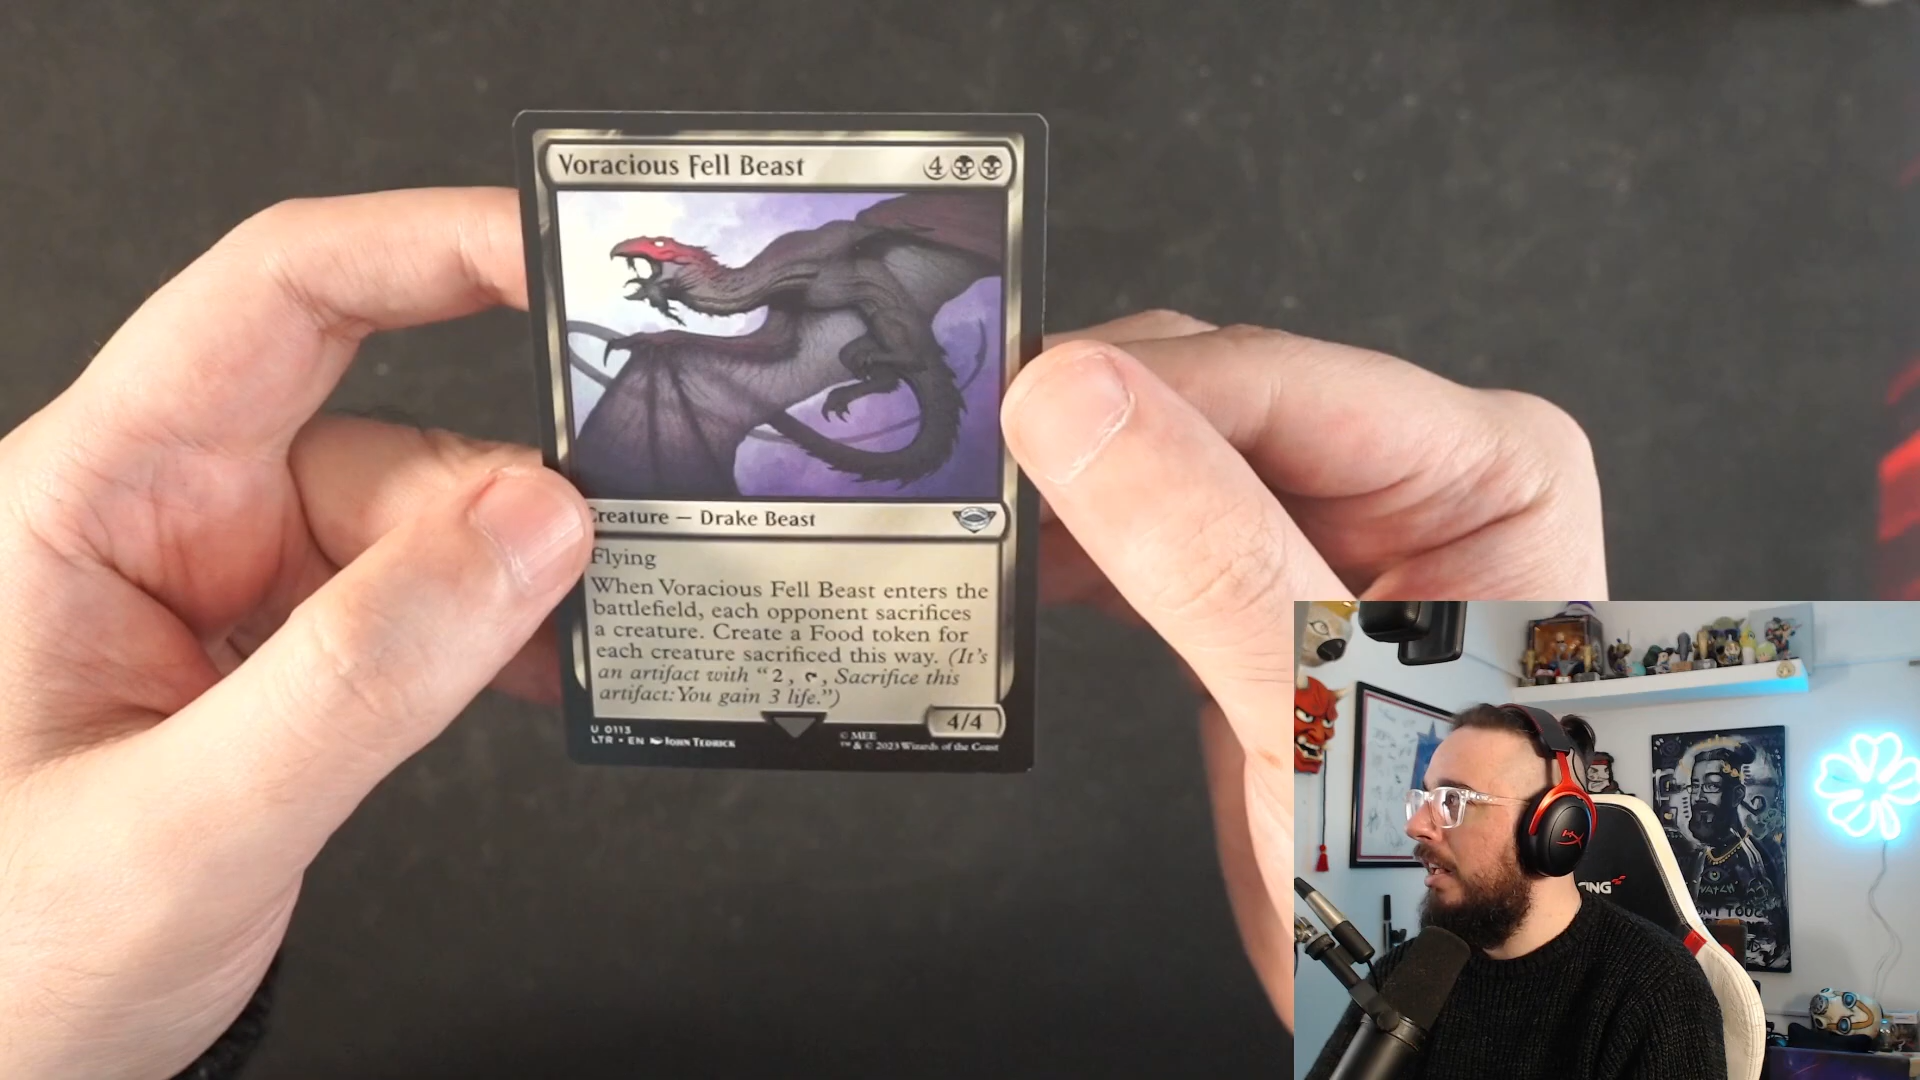 Voracious Fell Beast
4
Creature — Drake Beast
Flying
When Voracious Fell Beast enters the
battlefield, each opponent sacrifices
a creature. Create a Food token for
each creature sacrificed this way. (It's
an artifact with “2, , Sacrifice this
artifact: You gain 3 life.”)
4/4
U 0113
LTR • EN John Tedrick
© MEE
™ & © 2023 Wizards of the Coast
HX